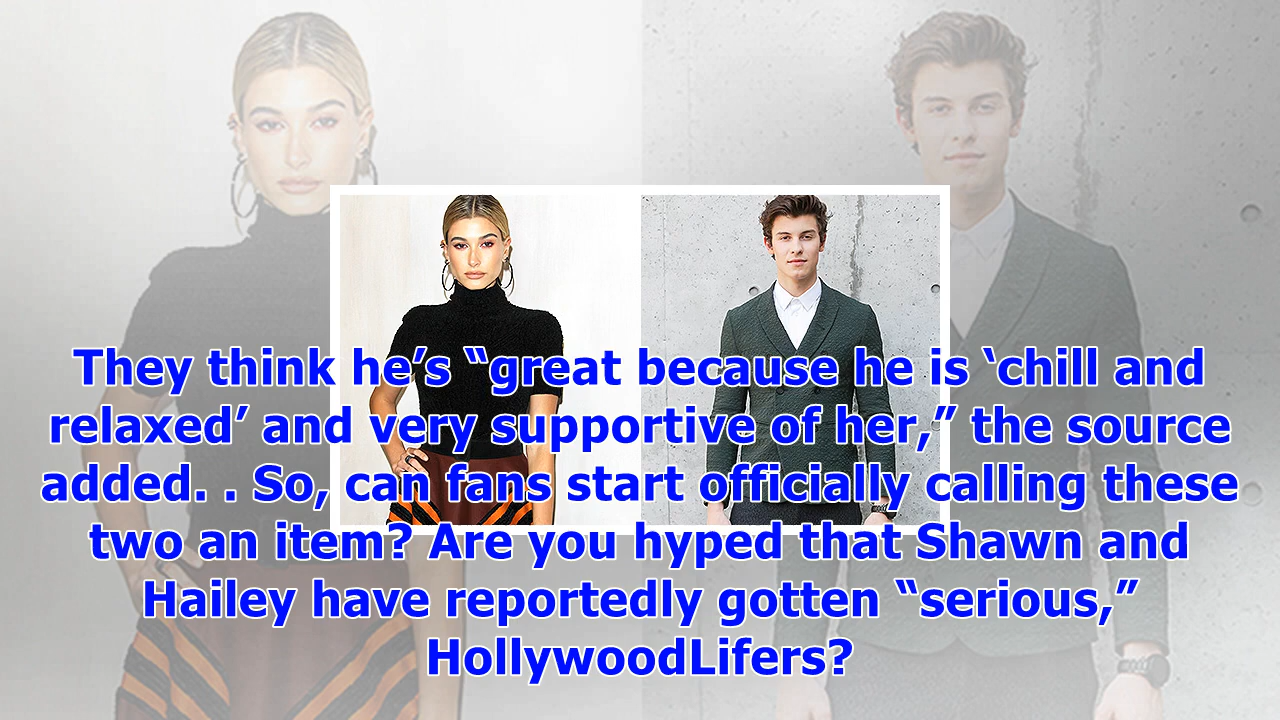 They think he’s “great because he is ‘chill and
relaxed’ and very supportive of her,” the source
added. . So, can fans start officially calling these
two an item? Are you hyped that Shawn and
Hailey have reportedly gotten “serious,”
HollywoodLifers?